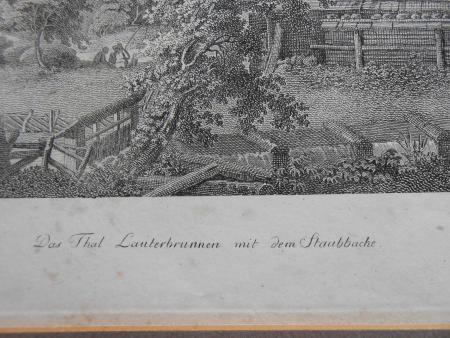 Das Thal Lauterbrunnen mit dem Staubbache.